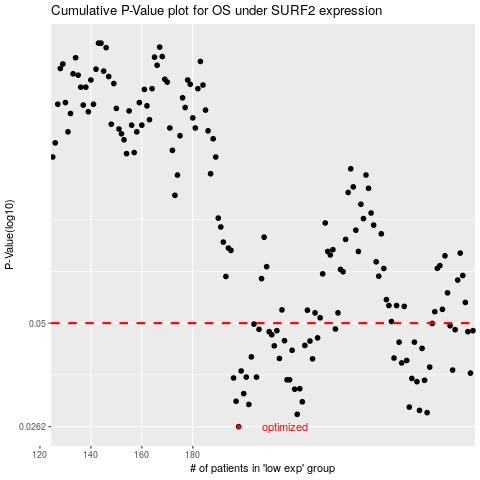 Cumulative P-Value plot for OS under SURF2 expression
P-Value(log10)
0.05
0.0262
optimized
120 140 160 180
# of patients in 'low exp' group